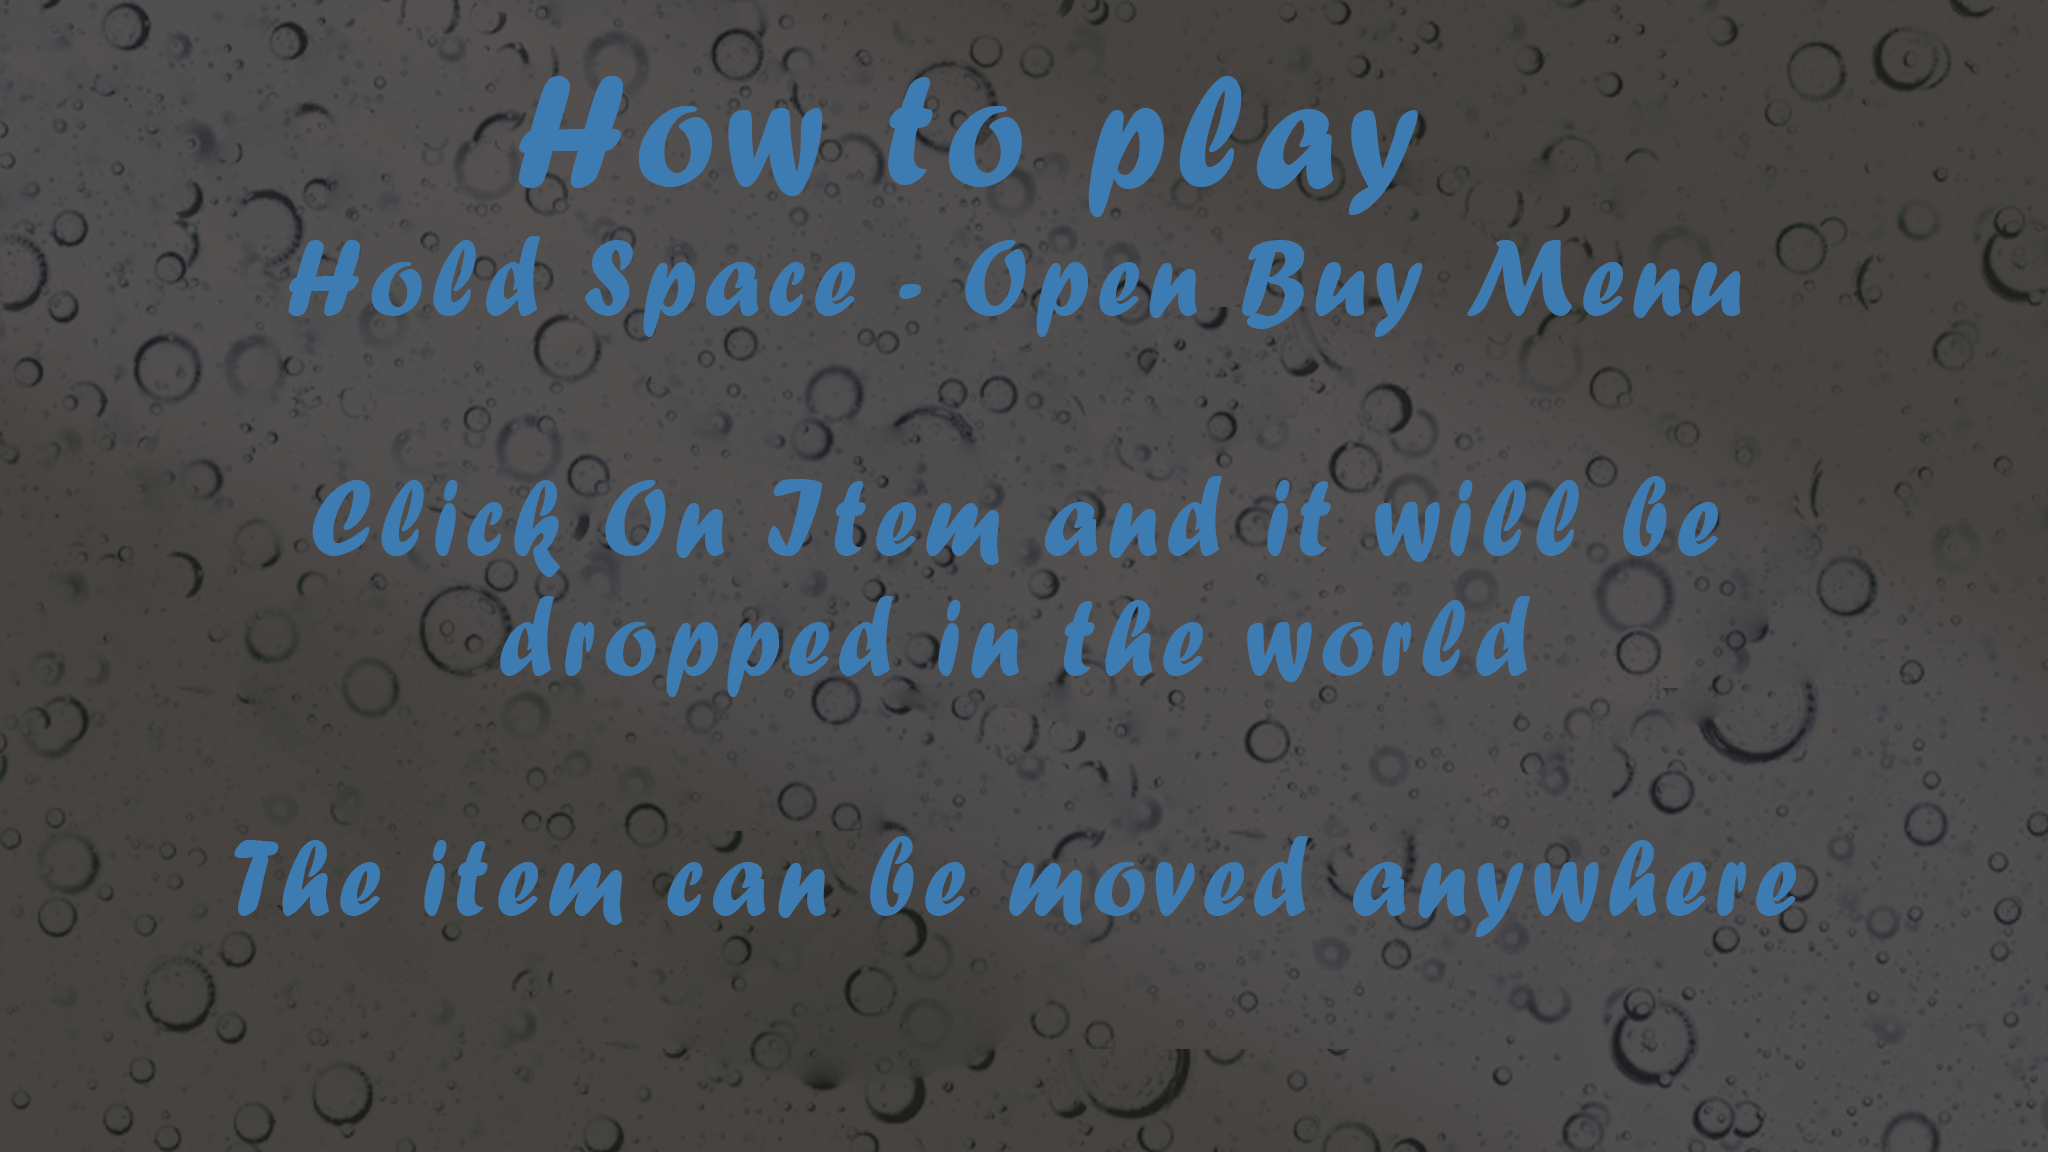 How to play
Hold Space - Open Buy Menu
Click On Item and it will be
dropped in the world
The item can be moved anywhere